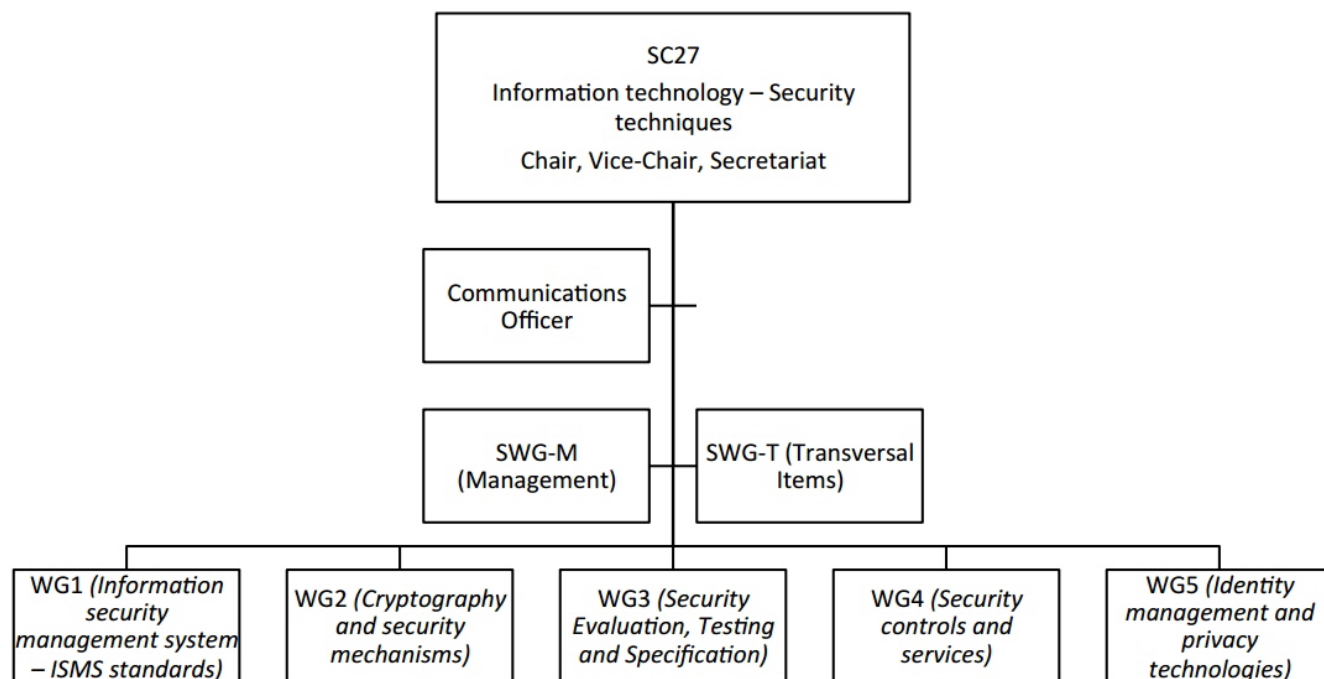 SC27
Information technology – Security
techniques
Chair, Vice-Chair, Secretariat
Communications
Officer
SWG-M
(Management)
SWG-T (Transversal
Items)
WG1 (Information
security
management system
– ISMS standards)
WG2 (Cryptography
and security
mechanisms)
WG3 (Security
Evaluation, Testing
and Specification)
WG4 (Security
controls and
services)
WG5 (Identity
management and
privacy
technologies)